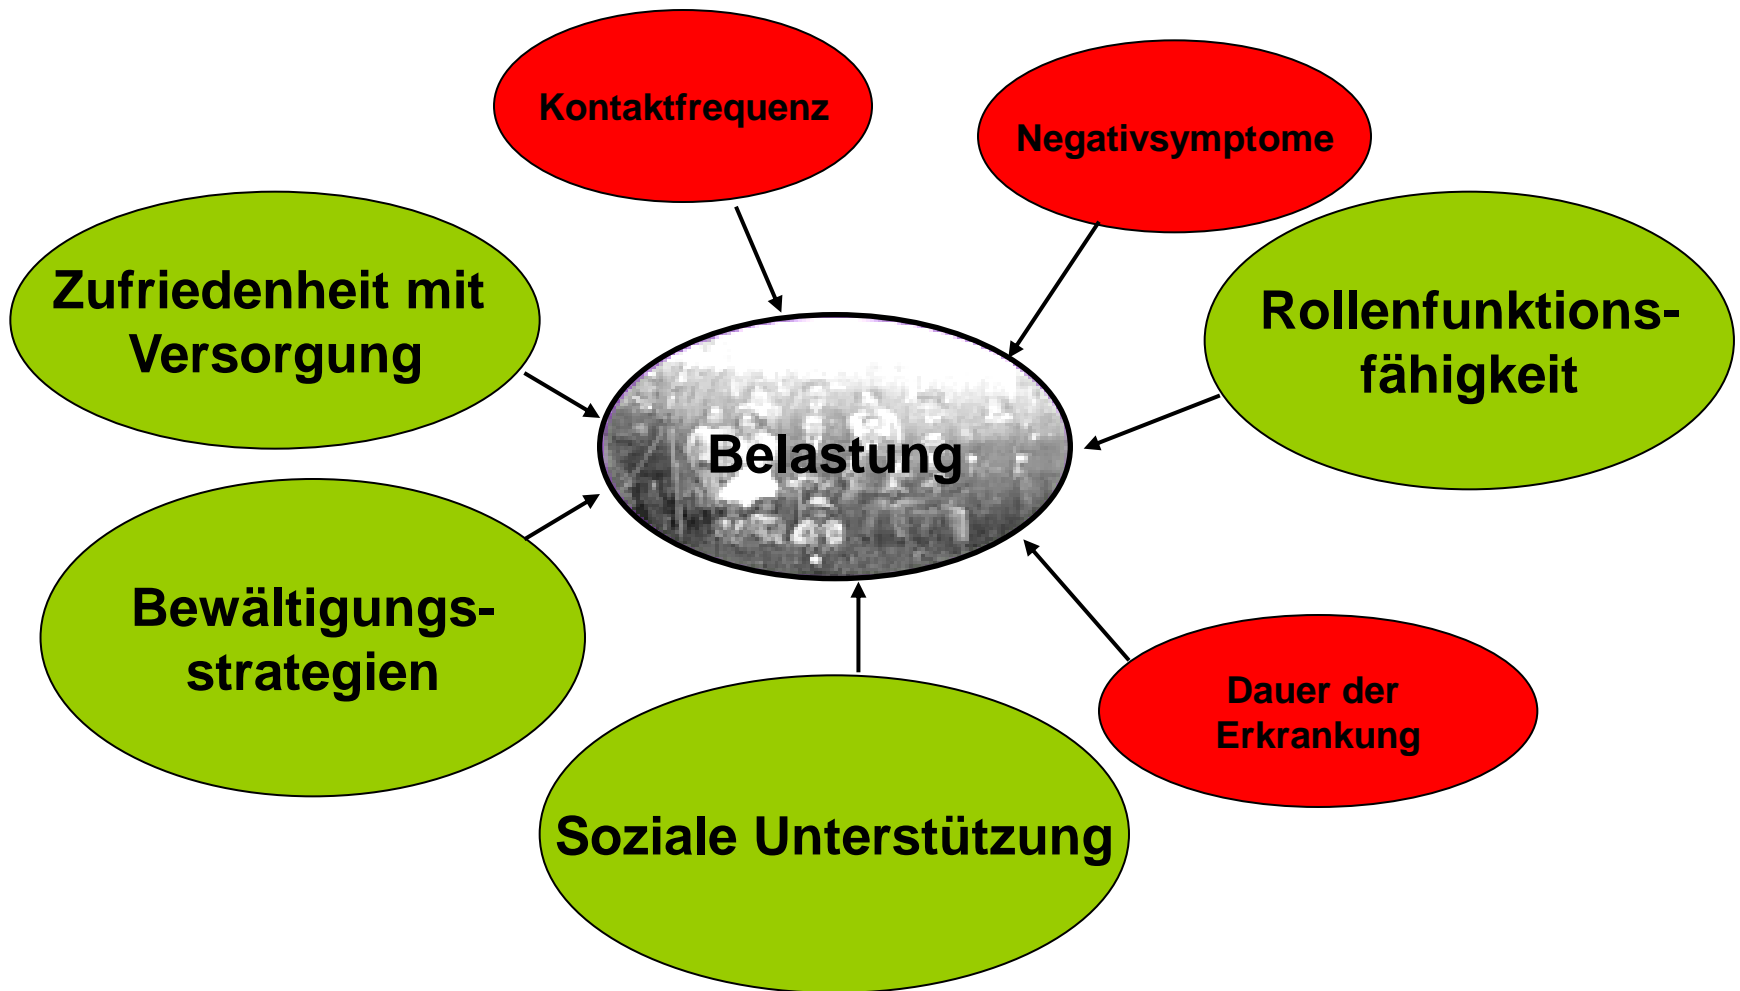 Kontaktfrequenz
Negativsymptome
Zufriedenheit mit
Versorgung
Rollenfunktions-
fähigkeit
Belastung
Bewältigungs-
strategien
Dauer der
Erkrankung
Soziale Unterstützung